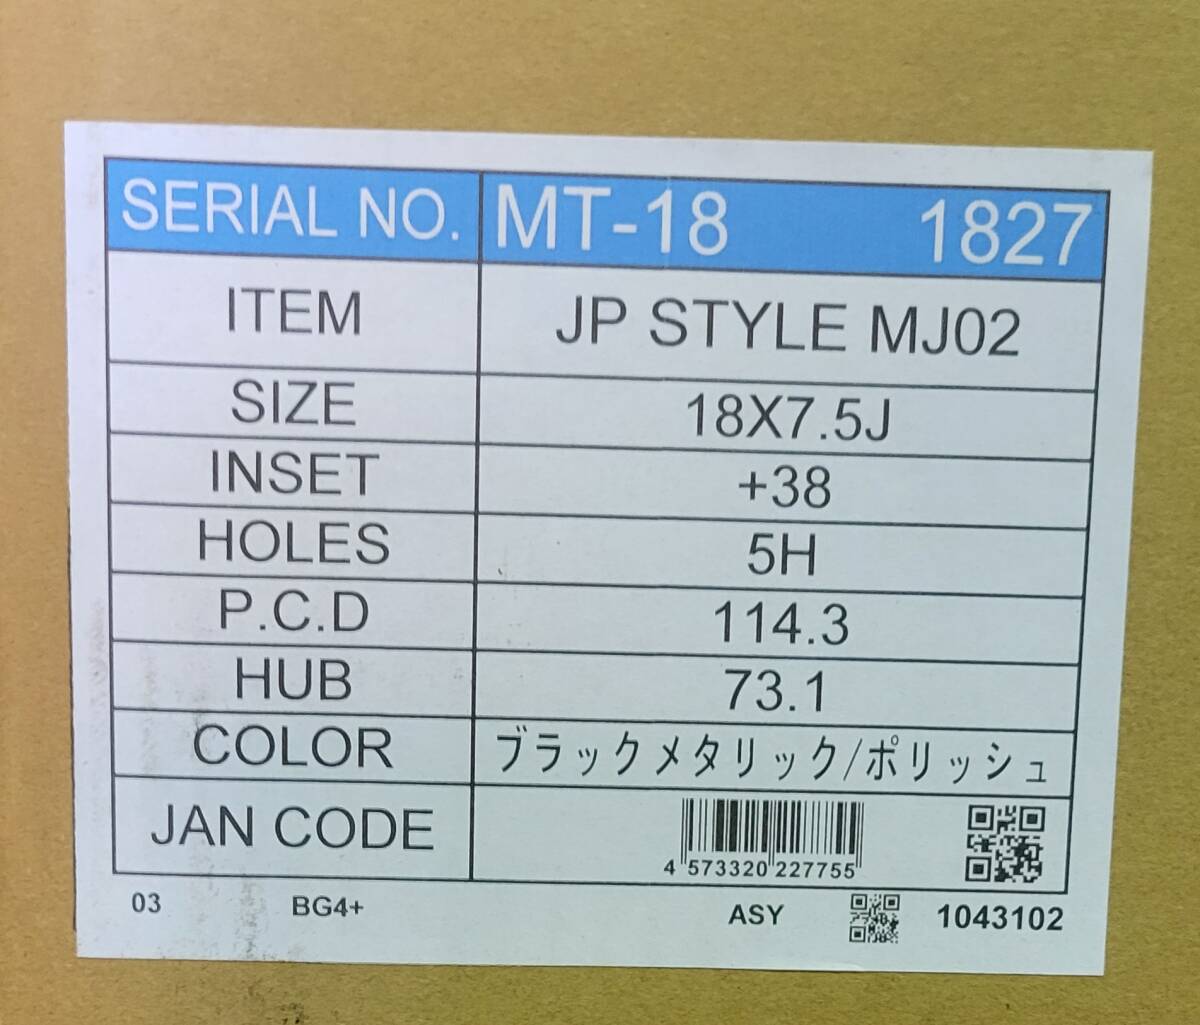 SERIAL NO. MT-18 1827
ITEM JP STYLE MJ02
SIZE 18X7.5J
INSET +38
HOLES 5H
P.C.D 114.3
HUB 73.1
COLOR ブラックメタリック/ポリッシュ
JAN CODE 4 573320 227755
03 BG4+ ASY 1043102